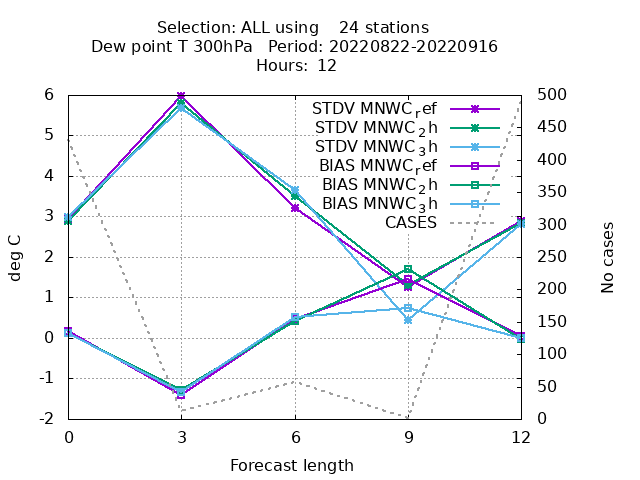 Selection: ALL using    24 stations
Dew point T 300hPa   Period: 20220822-20220916
Hours: 12
STDV MNWC_ref
STDV MNWC_2h
STDV MNWC_3h
BIAS MNWC_ref
BIAS MNWC_2h
BIAS MNWC_3h
CASES
6
5
4
3
2
1
0
-1
-2
deg C
500
450
400
350
300
250
200
150
100
50
0
No cases
0 3 6 9 12
Forecast length